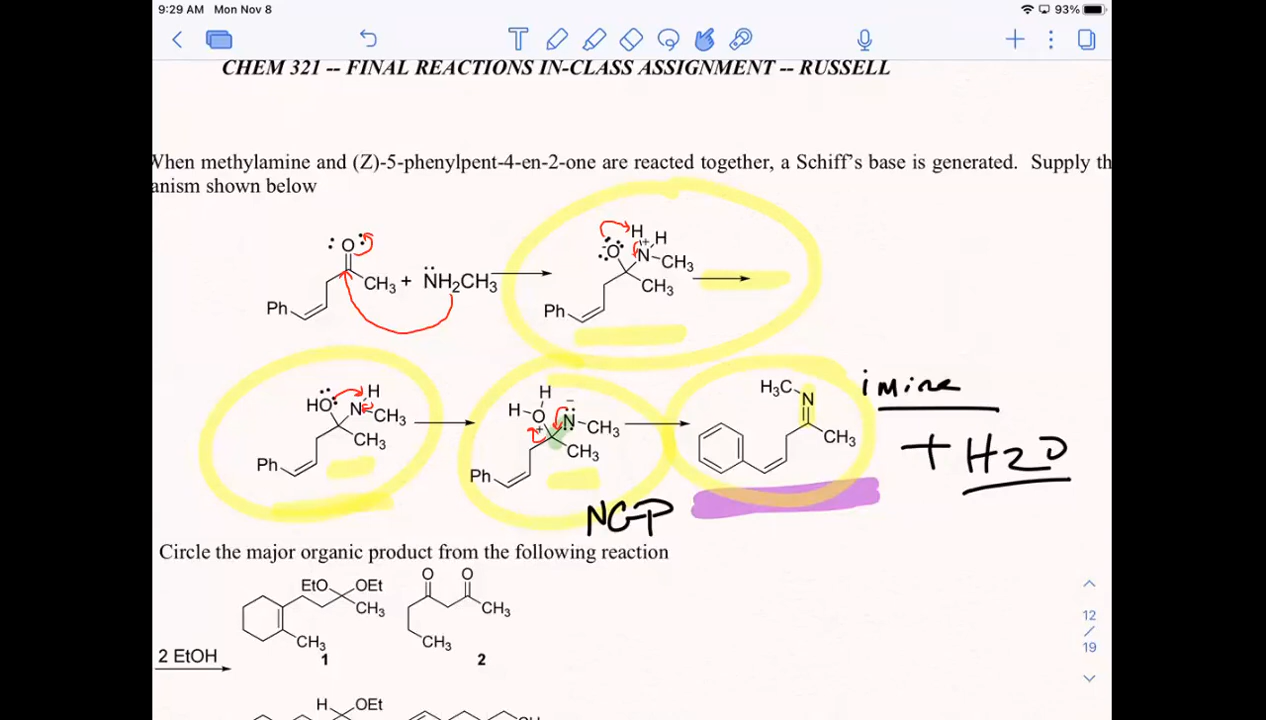 9:29 AM Mon Nov 8
93%
CHEM 321 -- FINAL REACTIONS IN-CLASS ASSIGNMENT -- RUSSELL
When methylamine and (Z)-5-phenylpent-4-en-2-one are reacted together, a Schiff's base is generated. Supply th
anism shown below
O
CH3 + NH2CH3
Ph
H
H
O
N+
CH3
CH3
Ph
HO
H
N
CH3
CH3
Ph
H
H-O+
N−
CH3
CH3
Ph
H3C
N
CH3
imine
+ H2O
NGP
Circle the major organic product from the following reaction
EtO OEt
CH3
CH3
1
O O
CH3
CH3
2
2 EtOH
12
/
19
H OEt